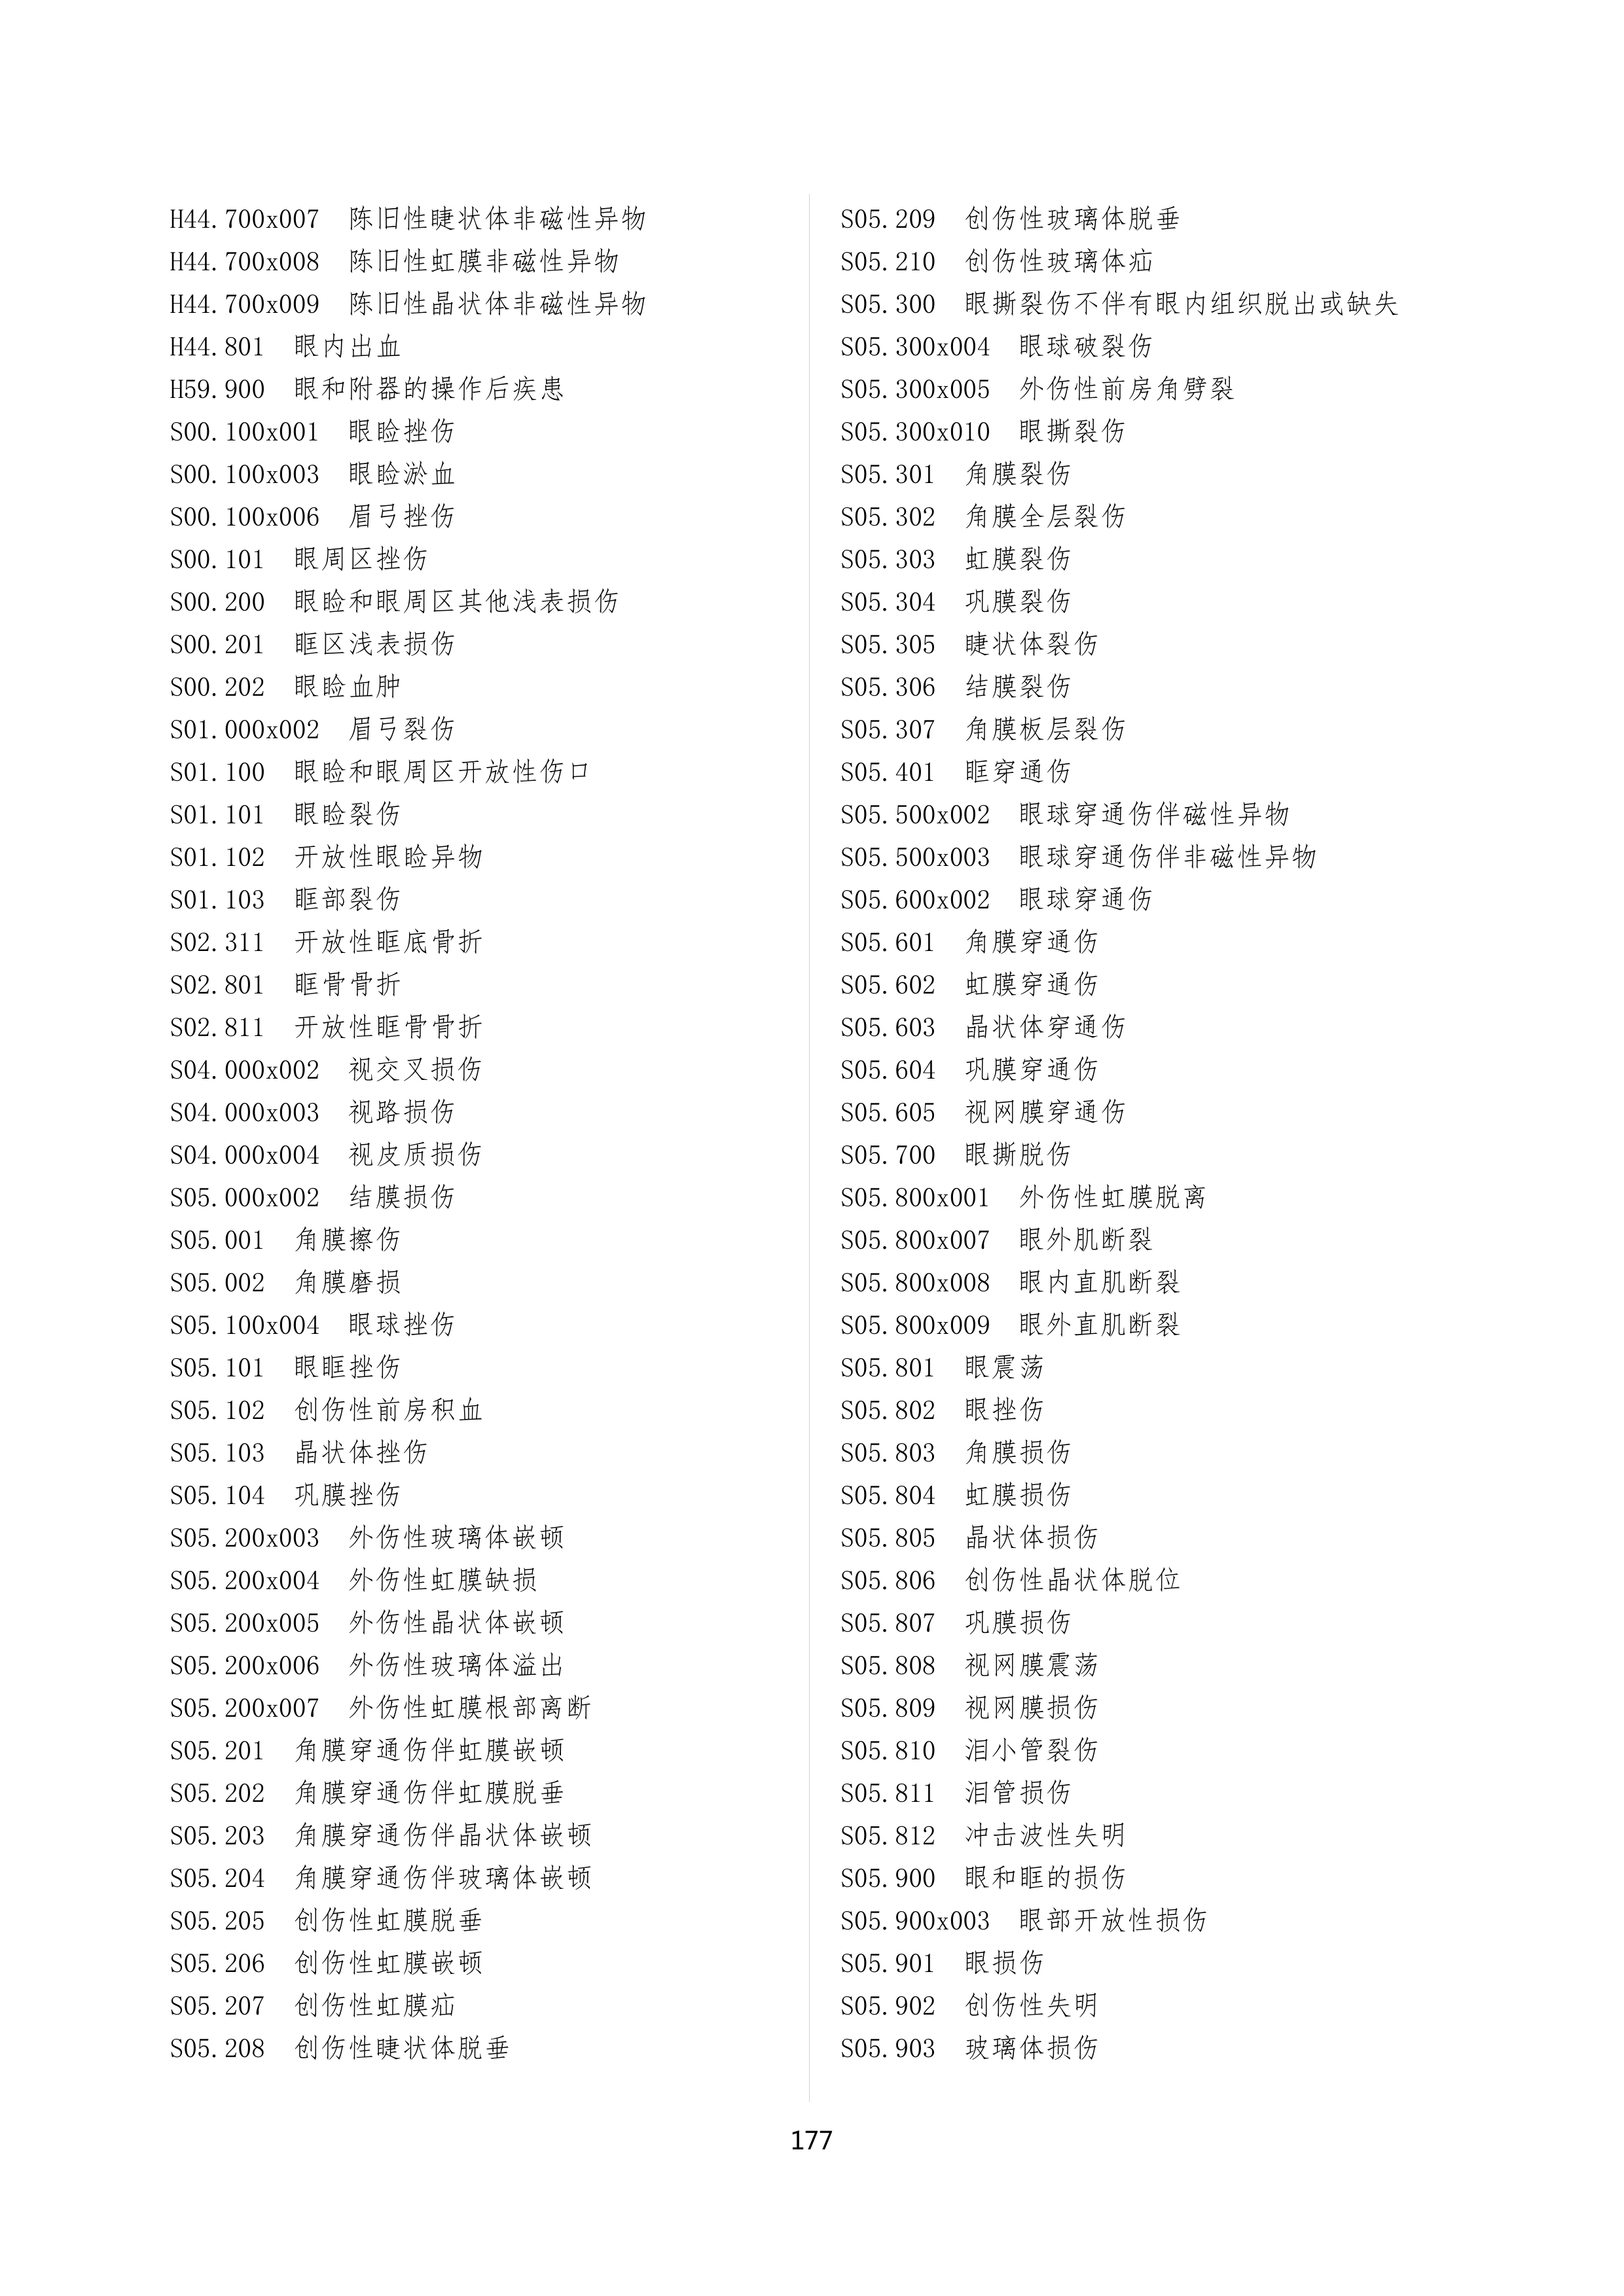 H44.700x007 陈旧性睫状体非磁性异物
H44.700x008 陈旧性虹膜非磁性异物
H44.700x009 陈旧性晶状体非磁性异物
H44.801 眼内出血
H59.900 眼和附器的操作后疾患
S00.100x001 眼睑挫伤
S00.100x003 眼睑淤血
S00.100x006 眉弓挫伤
S00.101 眼周区挫伤
S00.200 眼睑和眼周区其他浅表损伤
S00.201 眶区浅表损伤
S00.202 眼睑血肿
S01.000x002 眉弓裂伤
S01.100 眼睑和眼周区开放性伤口
S01.101 眼睑裂伤
S01.102 开放性眼睑异物
S01.103 眶部裂伤
S02.311 开放性眶底骨折
S02.801 眶骨骨折
S02.811 开放性眶骨骨折
S04.000x002 视交叉损伤
S04.000x003 视路损伤
S04.000x004 视皮质损伤
S05.000x002 结膜损伤
S05.001 角膜擦伤
S05.002 角膜磨损
S05.100x004 眼球挫伤
S05.101 眼眶挫伤
S05.102 创伤性前房积血
S05.103 晶状体挫伤
S05.104 巩膜挫伤
S05.200x003 外伤性玻璃体嵌顿
S05.200x004 外伤性虹膜缺损
S05.200x005 外伤性晶状体嵌顿
S05.200x006 外伤性玻璃体溢出
S05.200x007 外伤性虹膜根部离断
S05.201 角膜穿通伤伴虹膜嵌顿
S05.202 角膜穿通伤伴虹膜脱垂
S05.203 角膜穿通伤伴晶状体嵌顿
S05.204 角膜穿通伤伴玻璃体嵌顿
S05.205 创伤性虹膜脱垂
S05.206 创伤性虹膜嵌顿
S05.207 创伤性虹膜疝
S05.208 创伤性睫状体脱垂
S05.209 创伤性玻璃体脱垂
S05.210 创伤性玻璃体疝
S05.300 眼撕裂伤不伴有眼内组织脱出或缺失
S05.300x004 眼球破裂伤
S05.300x005 外伤性前房角劈裂
S05.300x010 眼撕裂伤
S05.301 角膜裂伤
S05.302 角膜全层裂伤
S05.303 虹膜裂伤
S05.304 巩膜裂伤
S05.305 睫状体裂伤
S05.306 结膜裂伤
S05.307 角膜板层裂伤
S05.401 眶穿通伤
S05.500x002 眼球穿通伤伴磁性异物
S05.500x003 眼球穿通伤伴非磁性异物
S05.600x002 眼球穿通伤
S05.601 角膜穿通伤
S05.602 虹膜穿通伤
S05.603 晶状体穿通伤
S05.604 巩膜穿通伤
S05.605 视网膜穿通伤
S05.700 眼撕脱伤
S05.800x001 外伤性虹膜脱离
S05.800x007 眼外肌断裂
S05.800x008 眼内直肌断裂
S05.800x009 眼外直肌断裂
S05.801 眼震荡
S05.802 眼挫伤
S05.803 角膜损伤
S05.804 虹膜损伤
S05.805 晶状体损伤
S05.806 创伤性晶状体脱位
S05.807 巩膜损伤
S05.808 视网膜震荡
S05.809 视网膜损伤
S05.810 泪小管裂伤
S05.811 泪管损伤
S05.812 冲击波性失明
S05.900 眼和眶的损伤
S05.900x003 眼部开放性损伤
S05.901 眼损伤
S05.902 创伤性失明
S05.903 玻璃体损伤
177